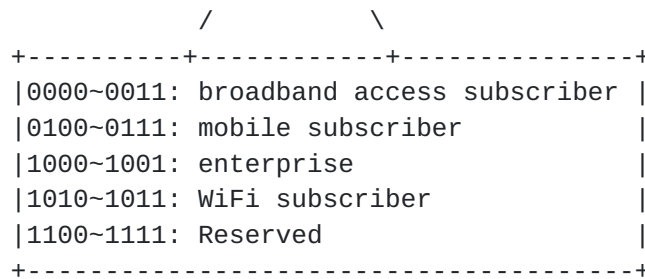 / \
+----------+------------+---------------+
|0000~0011: broadband access subscriber |
|0100~0111: mobile subscriber |
|1000~1001: enterprise |
|1010~1011: WiFi subscriber |
|1100~1111: Reserved |
+---------------------------------------+